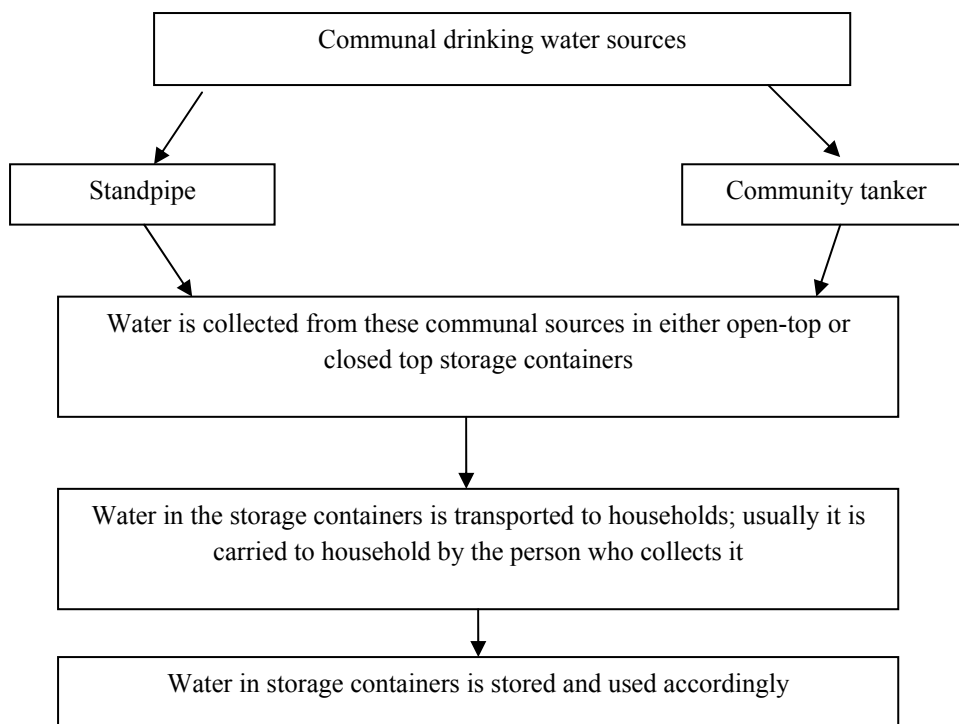 Communal drinking water sources
Standpipe
Community tanker
Water is collected from these communal sources in either open-top or
closed top storage containers
Water in the storage containers is transported to households; usually it is
carried to household by the person who collects it
Water in storage containers is stored and used accordingly